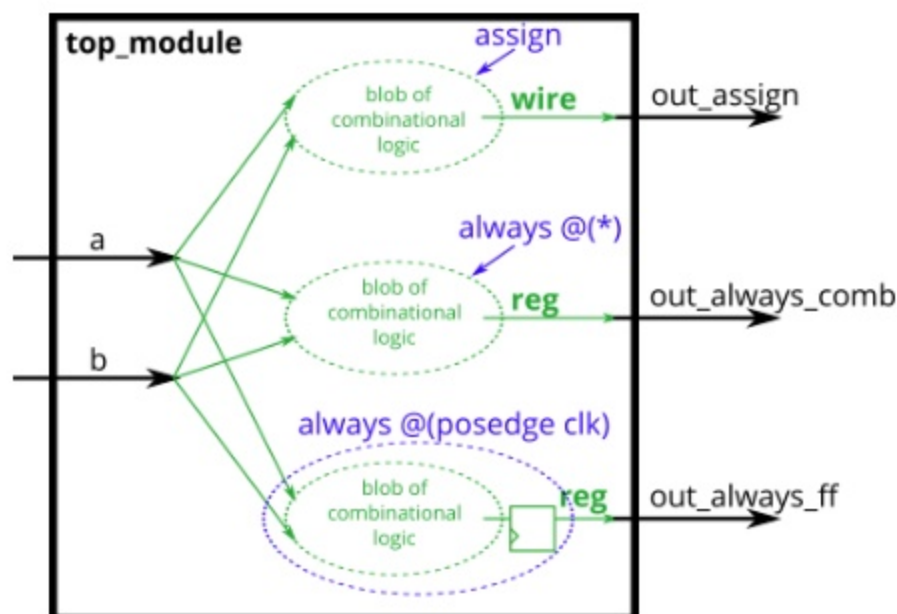 top_module
assign
blob of
combinational
logic
wire
out_assign
a
always @(*)
blob of
combinational
logic
reg
out_always_comb
b
always @(posedge clk)
blob of
combinational
logic
reg
out_always_ff